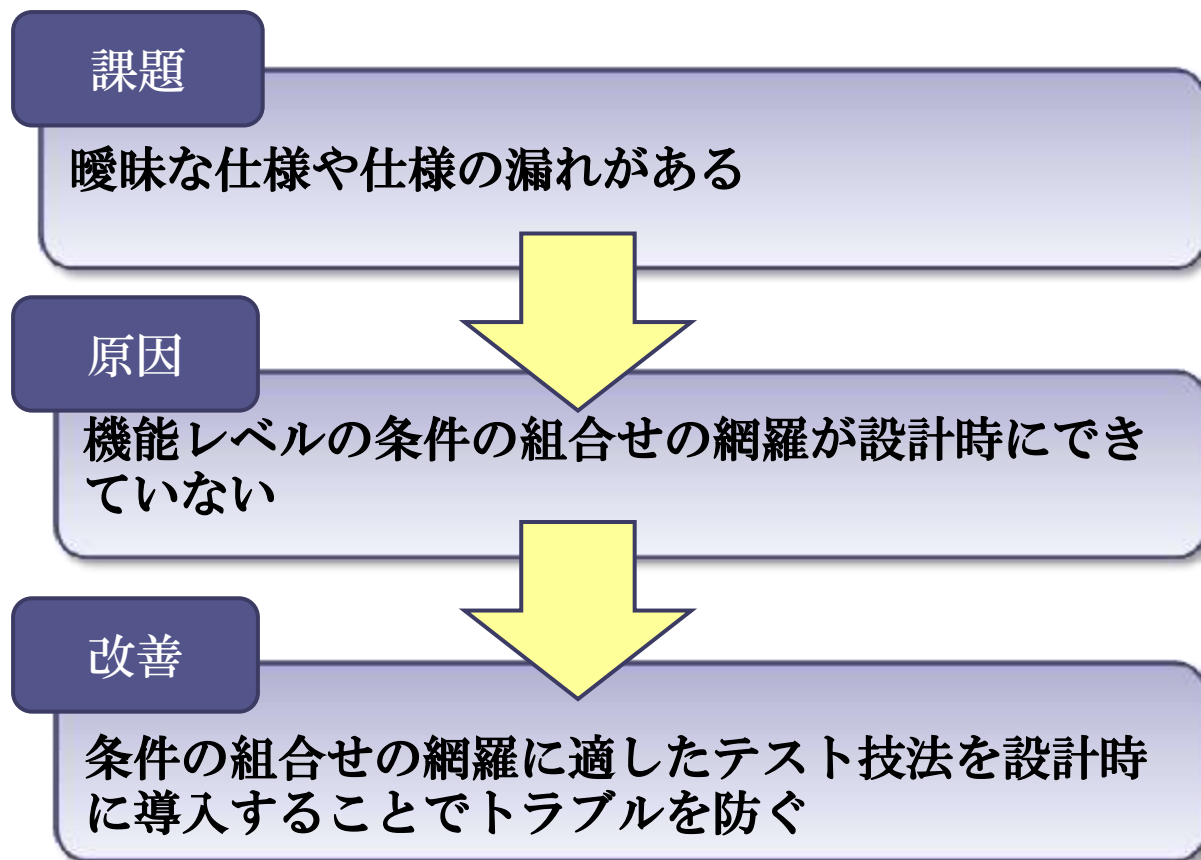 課題
曖昧な仕様や仕様の漏れがある
原因
機能レベルの条件の組合せの網羅が設計時にでき
ていない
改善
条件の組合せの網羅に適したテスト技法を設計時
に導入することでトラブルを防ぐ